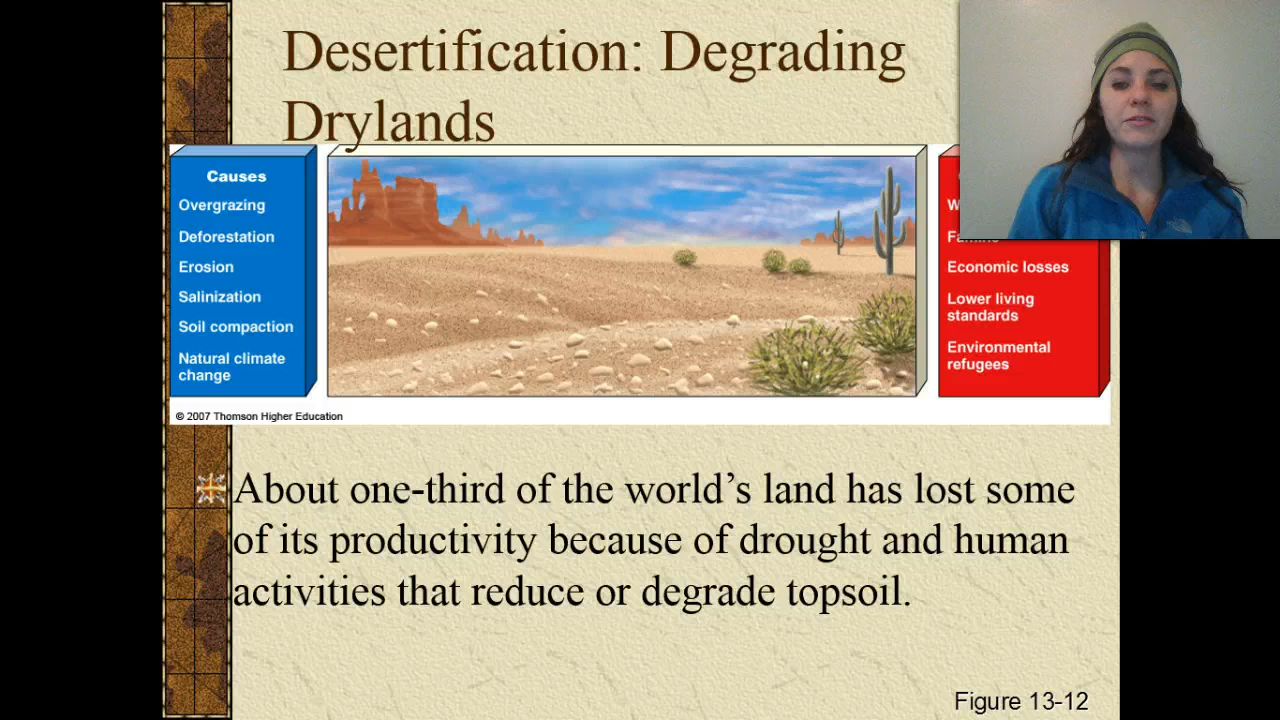 Desertification: Degrading
Drylands
Causes
Overgrazing
Deforestation
Erosion
Salinization
Soil compaction
Natural climate
change
Economic losses
Lower living
standards
Environmental
refugees
© 2007 Thomson Higher Education
About one-third of the world’s land has lost some
of its productivity because of drought and human
activities that reduce or degrade topsoil.
Figure 13-12